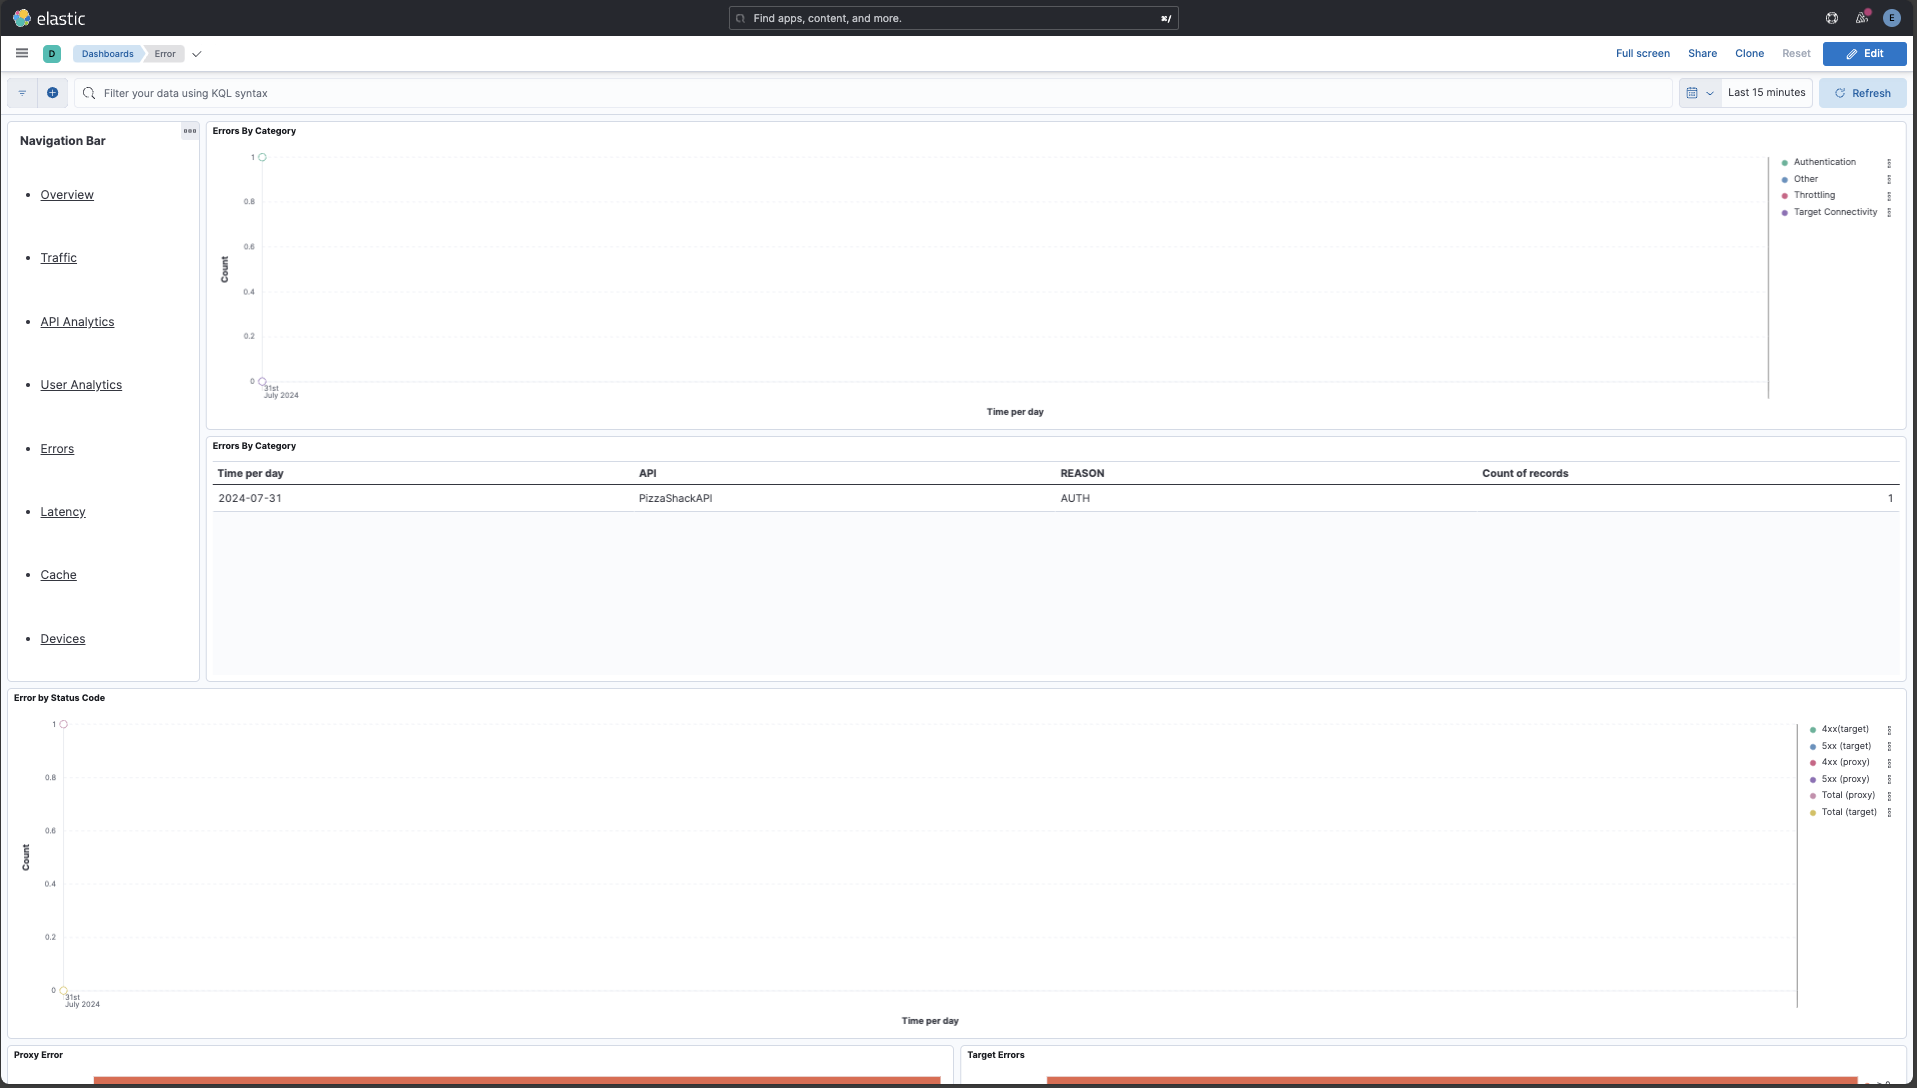 elastic
Find apps, content, and more.
⌘/
E
D
Dashboards
Error
Full screen
Share
Clone
Reset
Edit
Filter your data using KQL syntax
Last 15 minutes
Refresh
Navigation Bar
Overview
Traffic
API Analytics
User Analytics
Errors
Latency
Cache
Devices
Errors By Category
Count
1
0.8
0.6
0.4
0.2
0
31st
July 2024
Time per day
Authentication
Other
Throttling
Target Connectivity
Errors By Category
Time per day API REASON Count of records
2024-07-31 PizzaShackAPI AUTH 1
Error by Status Code
Count
1
0.8
0.6
0.4
0.2
0
31st
July 2024
Time per day
4xx(target)
5xx (target)
4xx (proxy)
5xx (proxy)
Total (proxy)
Total (target)
Proxy Error
Target Errors